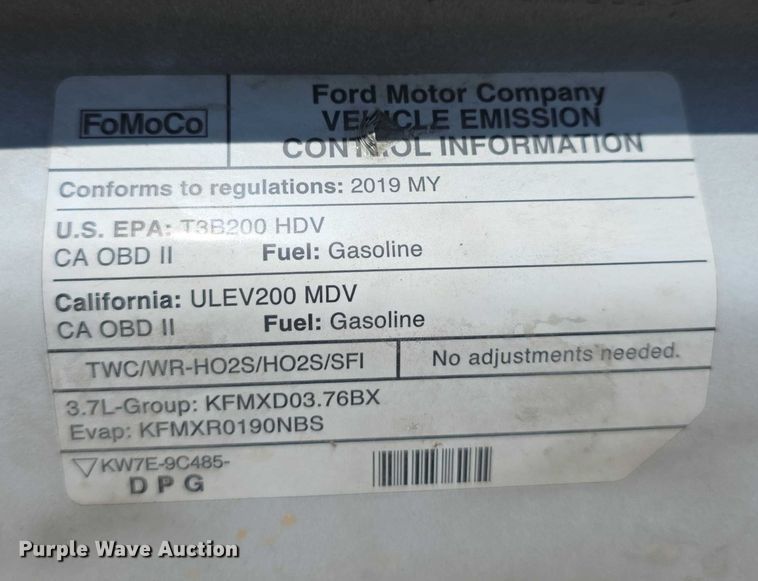 FoMoCo
Ford Motor Company
VEHICLE EMISSION
CONTROL INFORMATION
Conforms to regulations: 2019 MY
U.S. EPA: T3B200 HDV
CA OBD II Fuel: Gasoline
California: ULEV200 MDV
CA OBD II Fuel: Gasoline
TWC/WR-HO2S/HO2S/SFI No adjustments needed.
3.7L-Group: KFMXD03.76BX
Evap: KFMXR0190NBS
KW7E-9C485-
D P G
Purple Wave Auction